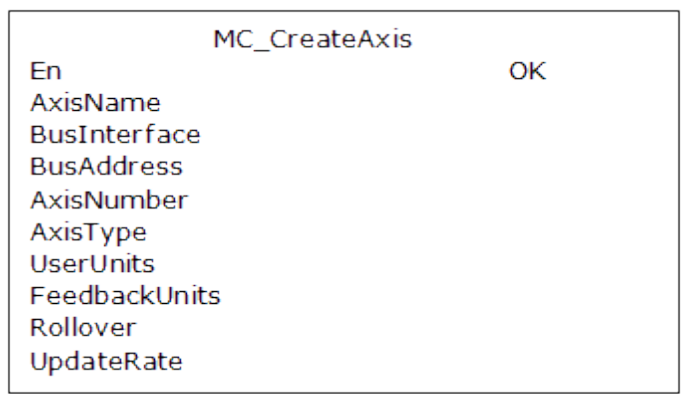 MC_CreateAxis
En OK
AxisName
BusInterface
BusAddress
AxisNumber
AxisType
UserUnits
FeedbackUnits
Rollover
UpdateRate